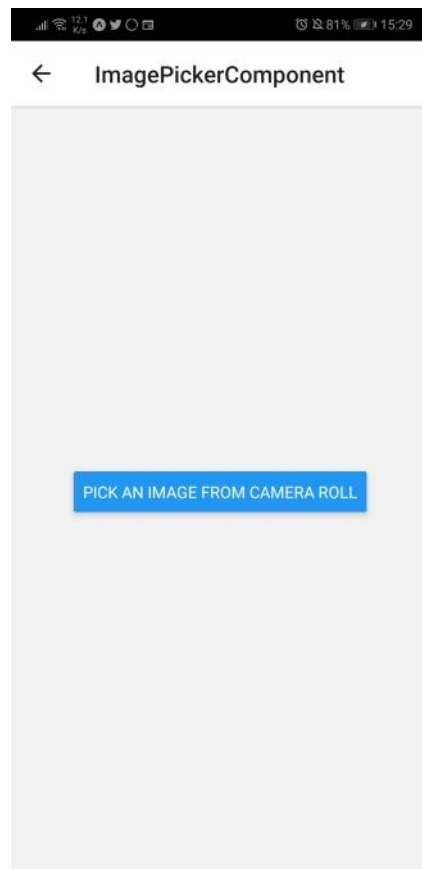 12.1 K/s 81% 15:29
ImagePickerComponent
PICK AN IMAGE FROM CAMERA ROLL